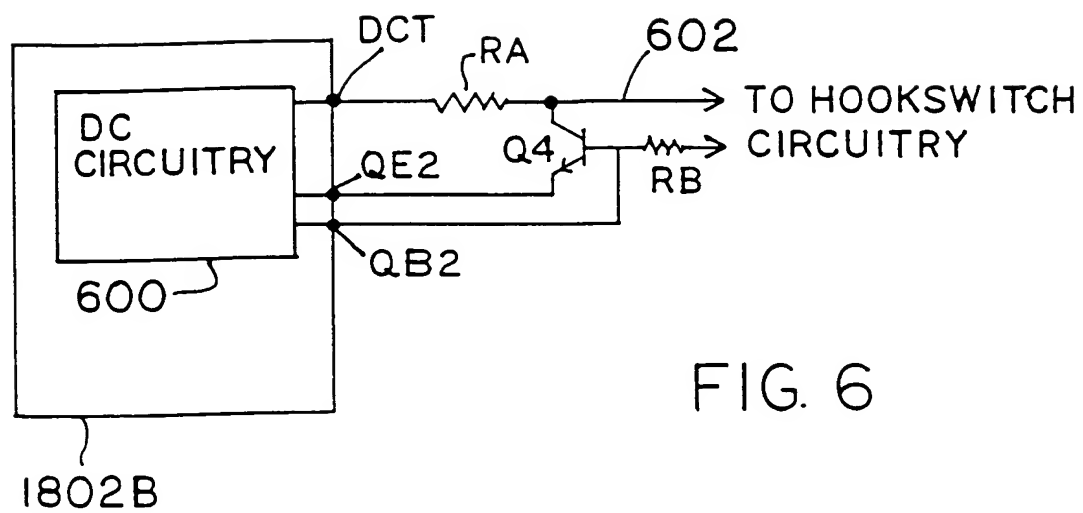 DCT
RA
602
TO HOOKSWITCH
CIRCUITRY
DC
CIRCUITRY
Q4
QE2
RB
QB2
600
FIG. 6
1802B